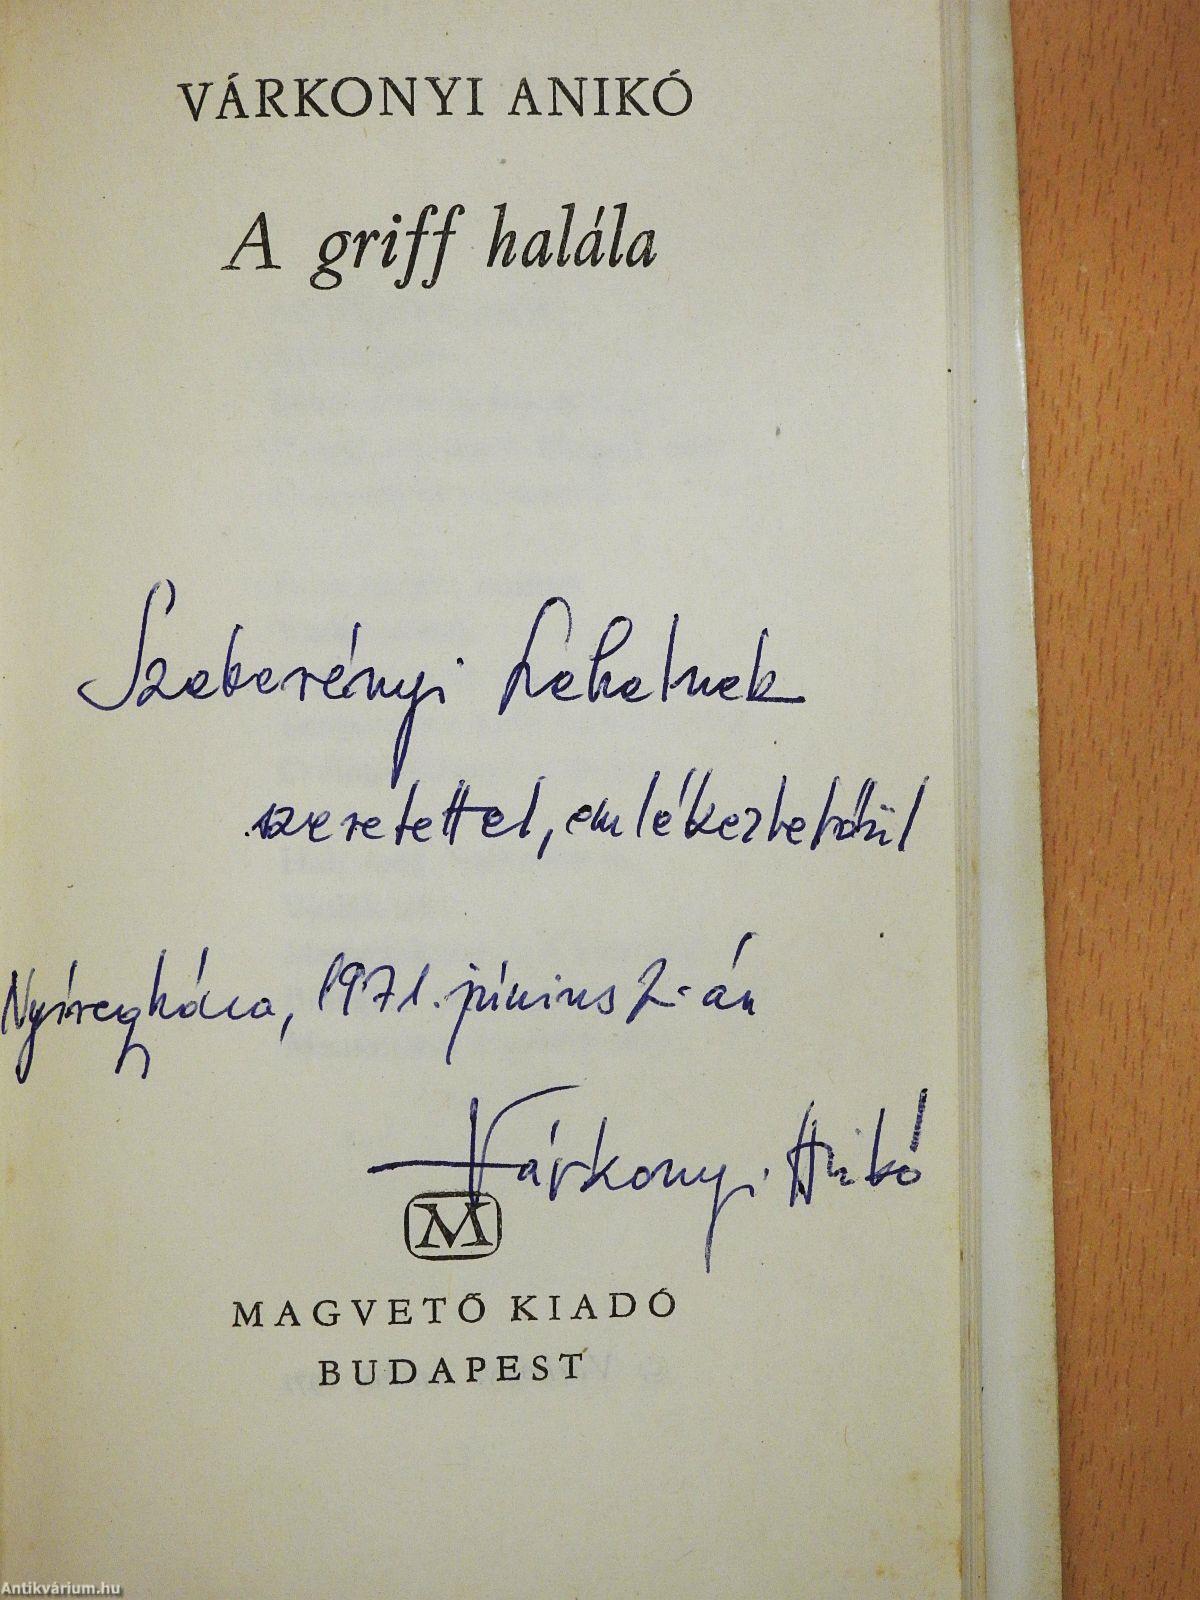 VÁRKONYI ANIKÓ
A griff halála
Szeberényi Lehelnek
szeretettel, emlékeztetőül
Nyíregyháza, 1971. június 2-án
Várkonyi Anikó
M
MAGVETŐ KIADÓ
BUDAPEST
Antikvárium.hu